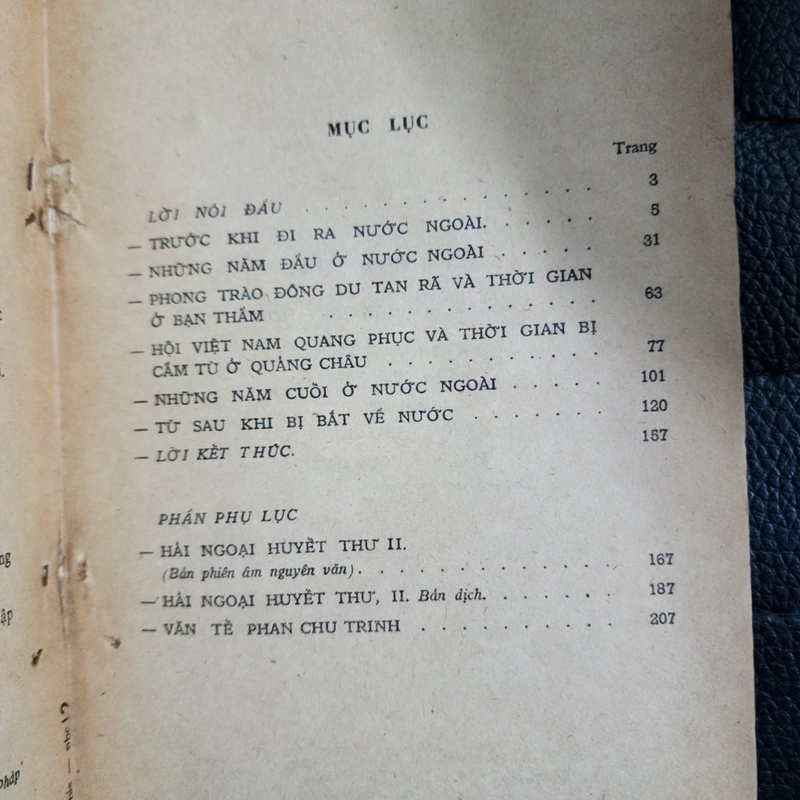 MỤC LỤC
Trang
LỜI NÓI ĐẦU . . . . . . . . . . . . . 3
— TRƯỚC KHI ĐI RA NƯỚC NGOÀI. . . . . . 5
— NHỮNG NĂM ĐẦU Ở NƯỚC NGOÀI . . . . . 31
— PHONG TRÀO ĐÔNG DU TAN RÃ VÀ THỜI GIAN
Ở BẠN THẦM . . . . . . . . . . . . . 63
— HỘI VIỆT NAM QUANG PHỤC VÀ THỜI GIAN BỊ
CẦM TÙ Ở QUẢNG CHÂU . . . . . . . . . . 77
— NHỮNG NĂM CUỐI Ở NƯỚC NGOÀI . . . . . 101
— TỪ SAU KHI BỊ BẮT VỀ NƯỚC . . . . . . . 120
— LỜI KẾT THÚC. 157
PHẦN PHỤ LỤC
— HẢI NGOẠI HUYẾT THƯ II.
(Bản phiên âm nguyên văn). . . . . . . . . . . . 167
— HẢI NGOẠI HUYẾT THƯ, II. Bản dịch. . . . . . . 187
— VĂN TẾ PHAN CHU TRINH . . . . . . . . . 207
pháp